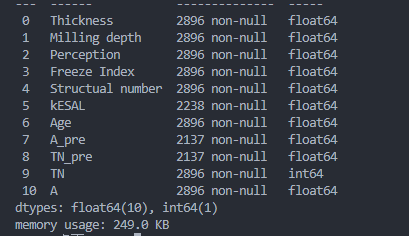 --- ------ -------------- -----
0 Thickness 2896 non-null float64
1 Milling depth 2896 non-null float64
2 Perception 2896 non-null float64
3 Freeze Index 2896 non-null float64
4 Structual number 2896 non-null float64
5 kESAL 2238 non-null float64
6 Age 2896 non-null float64
7 A_pre 2137 non-null float64
8 TN_pre 2137 non-null float64
9 TN 2896 non-null int64
10 A 2896 non-null float64
dtypes: float64(10), int64(1)
memory usage: 249.0 KB